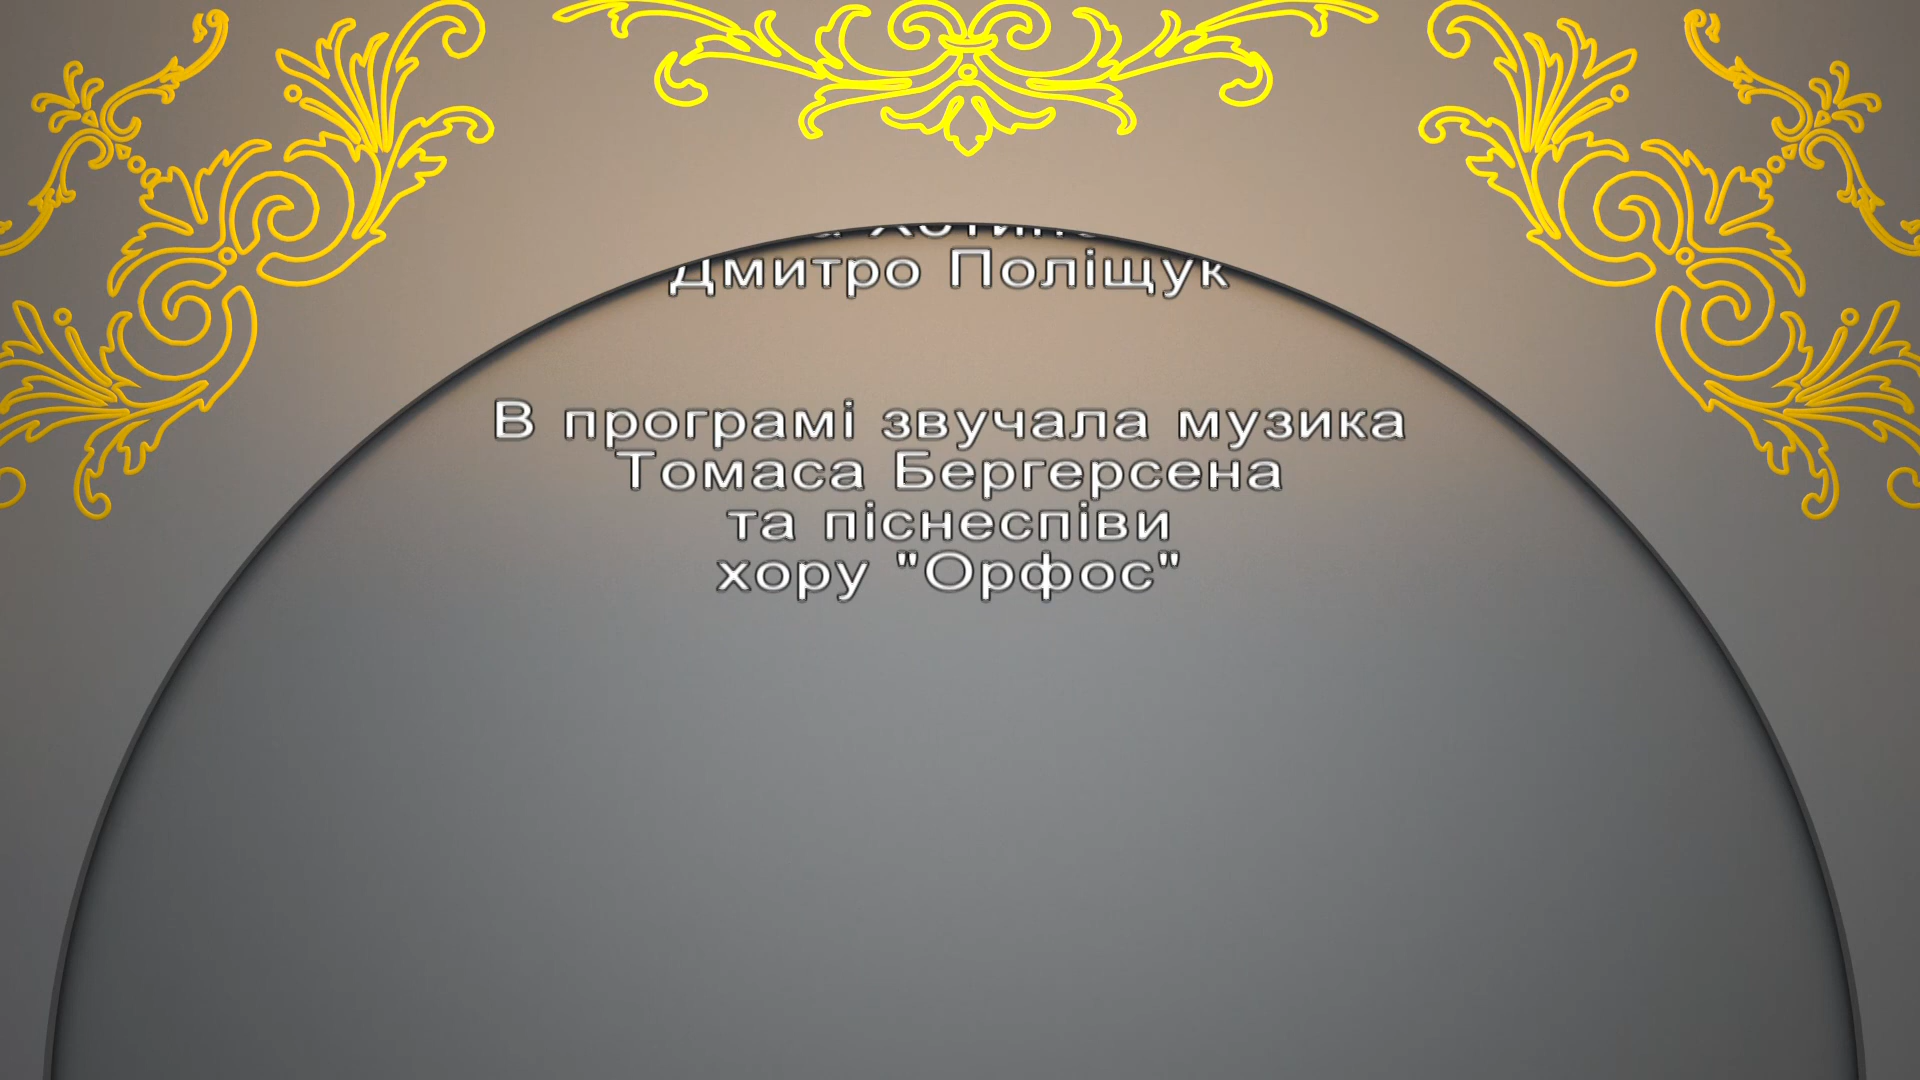 Дмитро Поліщук
В програмі звучала музика
Томаса Бергерсена
та піснеспіви
хору "Орфос"